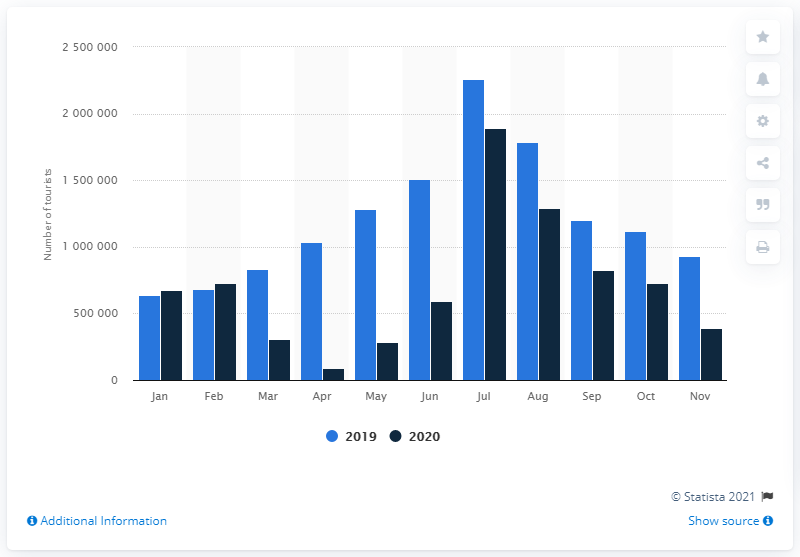 2 500 000
2 000 000
1 500 000
1 000 000
500 000
0
Number of tourists
Jan Feb Mar Apr May Jun Jul Aug Sep Oct Nov
2019 2020
© Statista 2021
Additional Information Show source